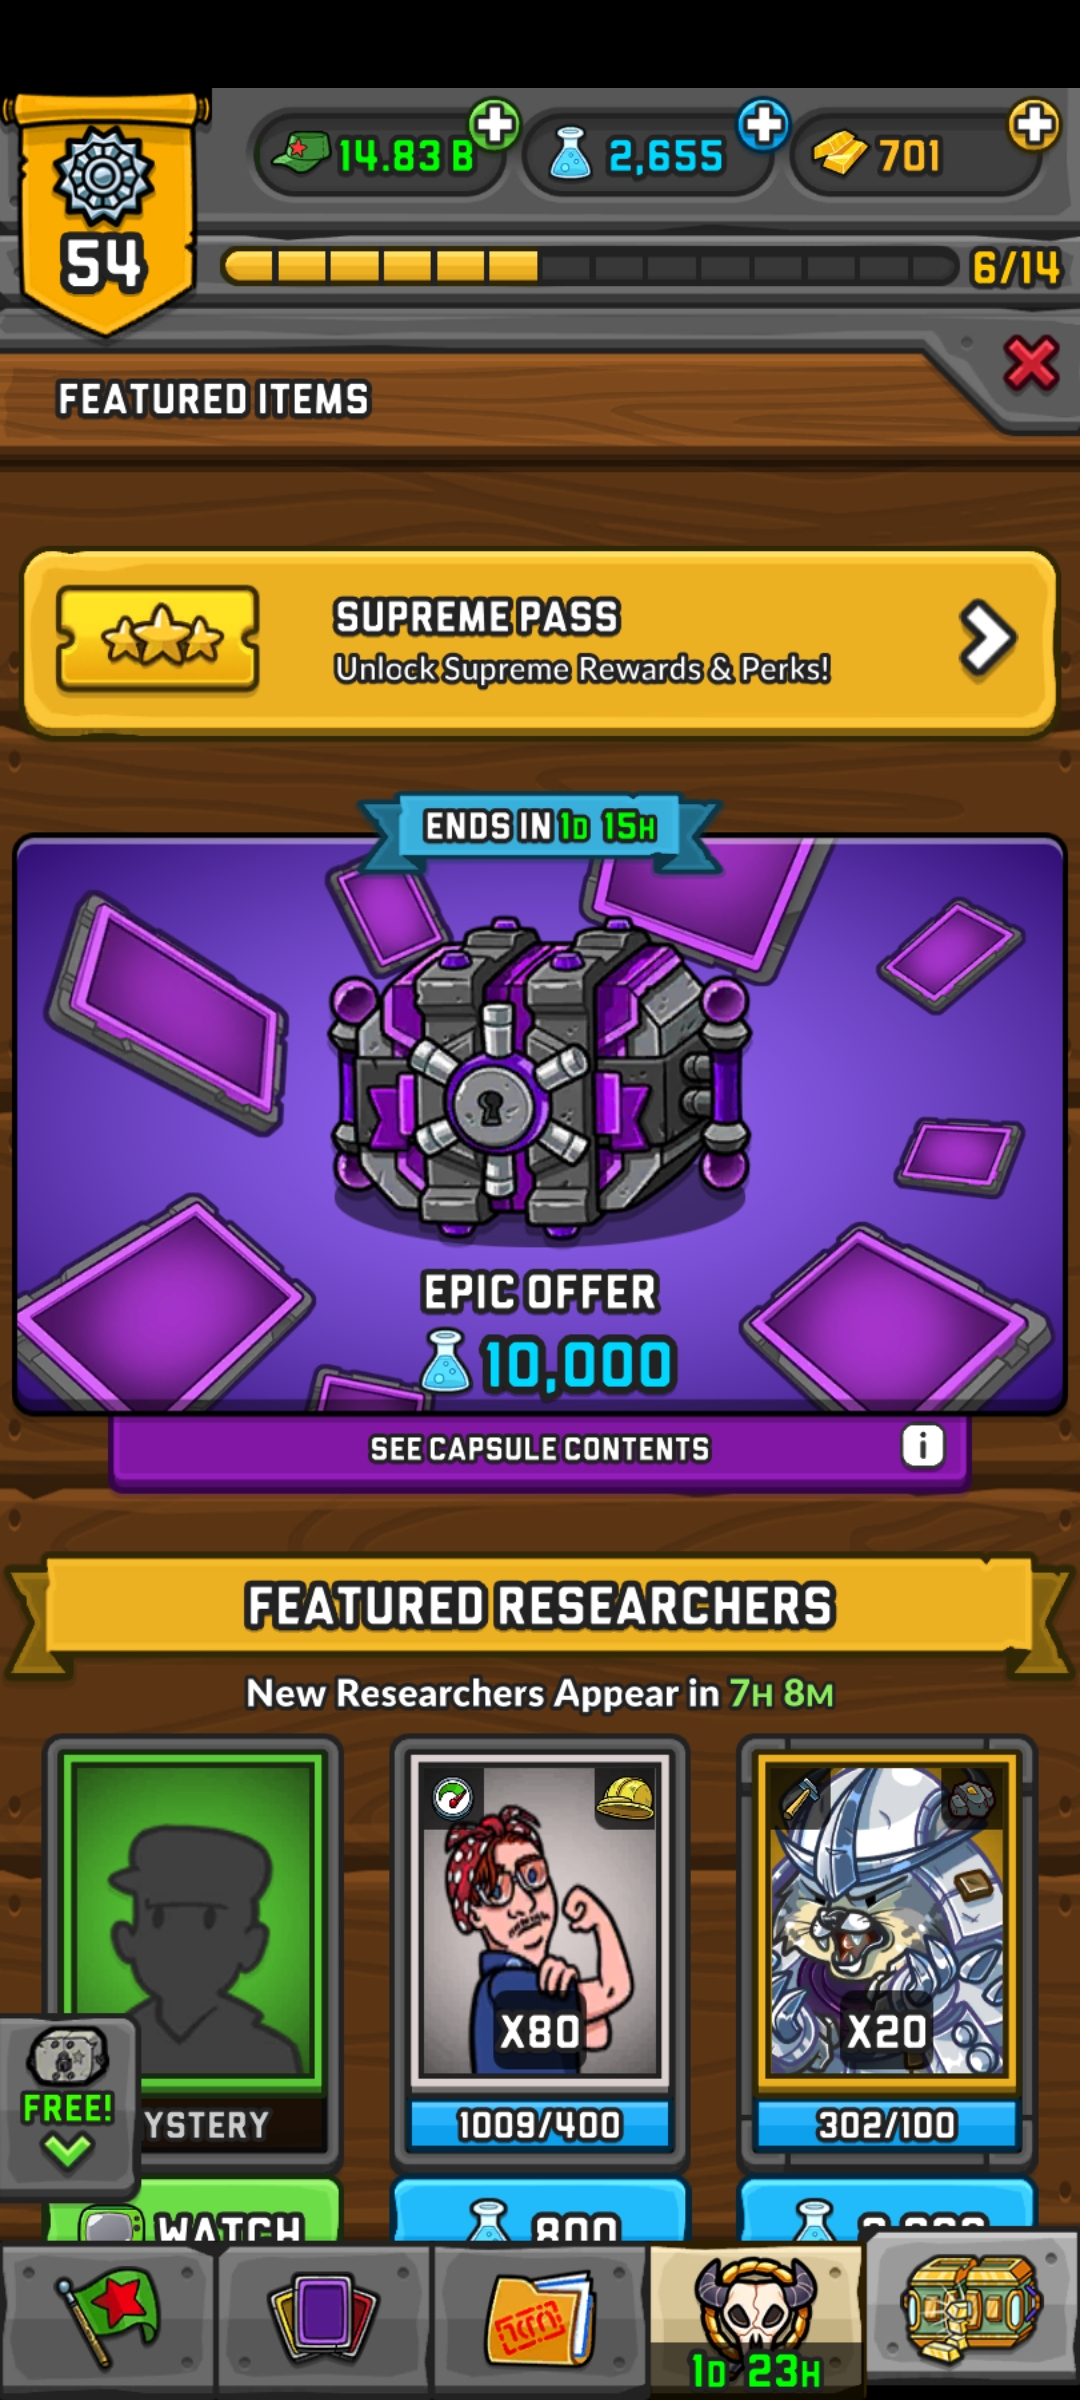 14.83 B
2,655
701
54
6/14
FEATURED ITEMS
SUPREME PASS
Unlock Supreme Rewards & Perks!
ENDS IN 1D 15H
EPIC OFFER
10,000
SEE CAPSULE CONTENTS
i
FEATURED RESEARCHERS
New Researchers Appear in 7H 8M
X80
X20
FREE!
YSTERY
1009/400
302/100
WATCH
800
1D 23H